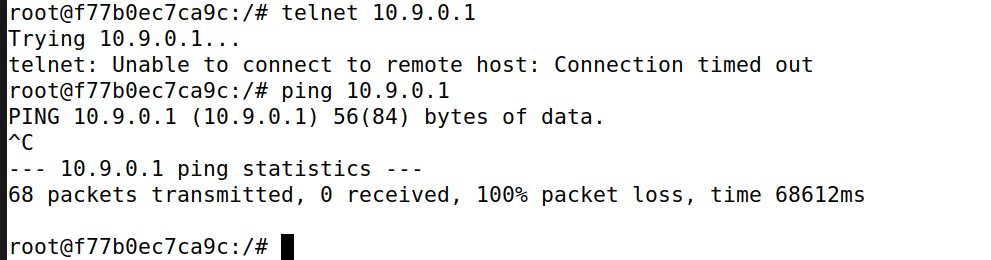 root@f77b0ec7ca9c:/# telnet 10.9.0.1
Trying 10.9.0.1...
telnet: Unable to connect to remote host: Connection timed out
root@f77b0ec7ca9c:/# ping 10.9.0.1
PING 10.9.0.1 (10.9.0.1) 56(84) bytes of data.
^C
--- 10.9.0.1 ping statistics ---
68 packets transmitted, 0 received, 100% packet loss, time 68612ms
root@f77b0ec7ca9c:/#